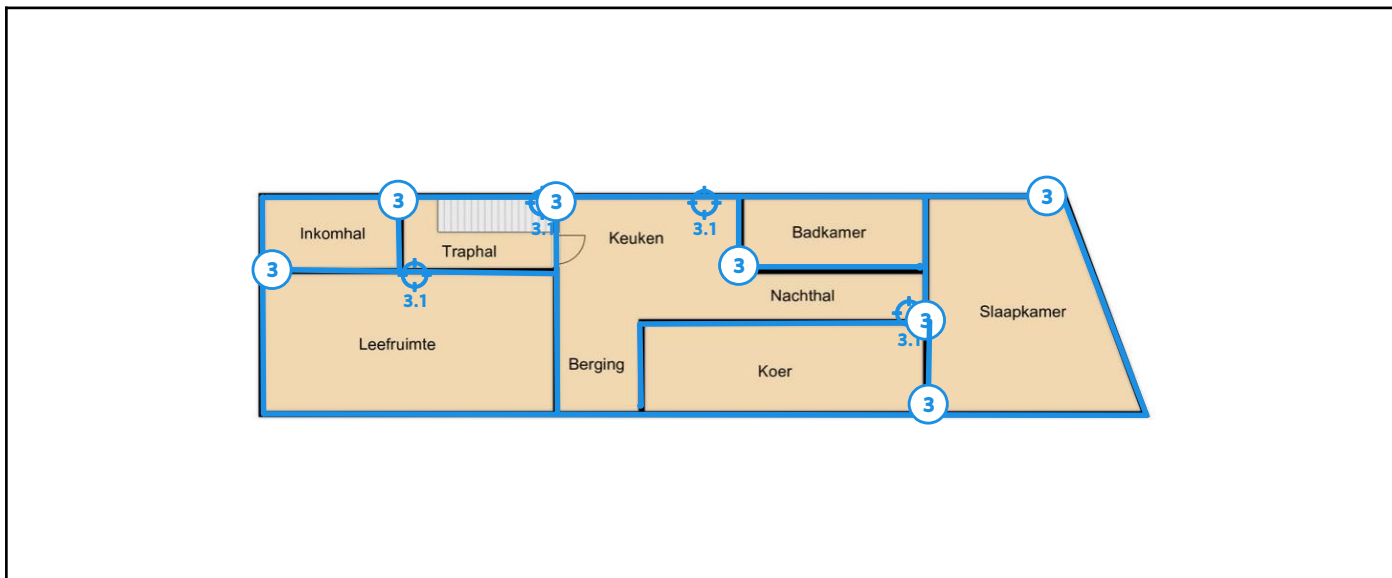 3
3
3
3.1
3.1
Inkomhal
Keuken
Badkamer
Traphal
3
3
3.1
Nachthal
Slaapkamer
3
3.1
Leefruimte
Berging
Koer
3